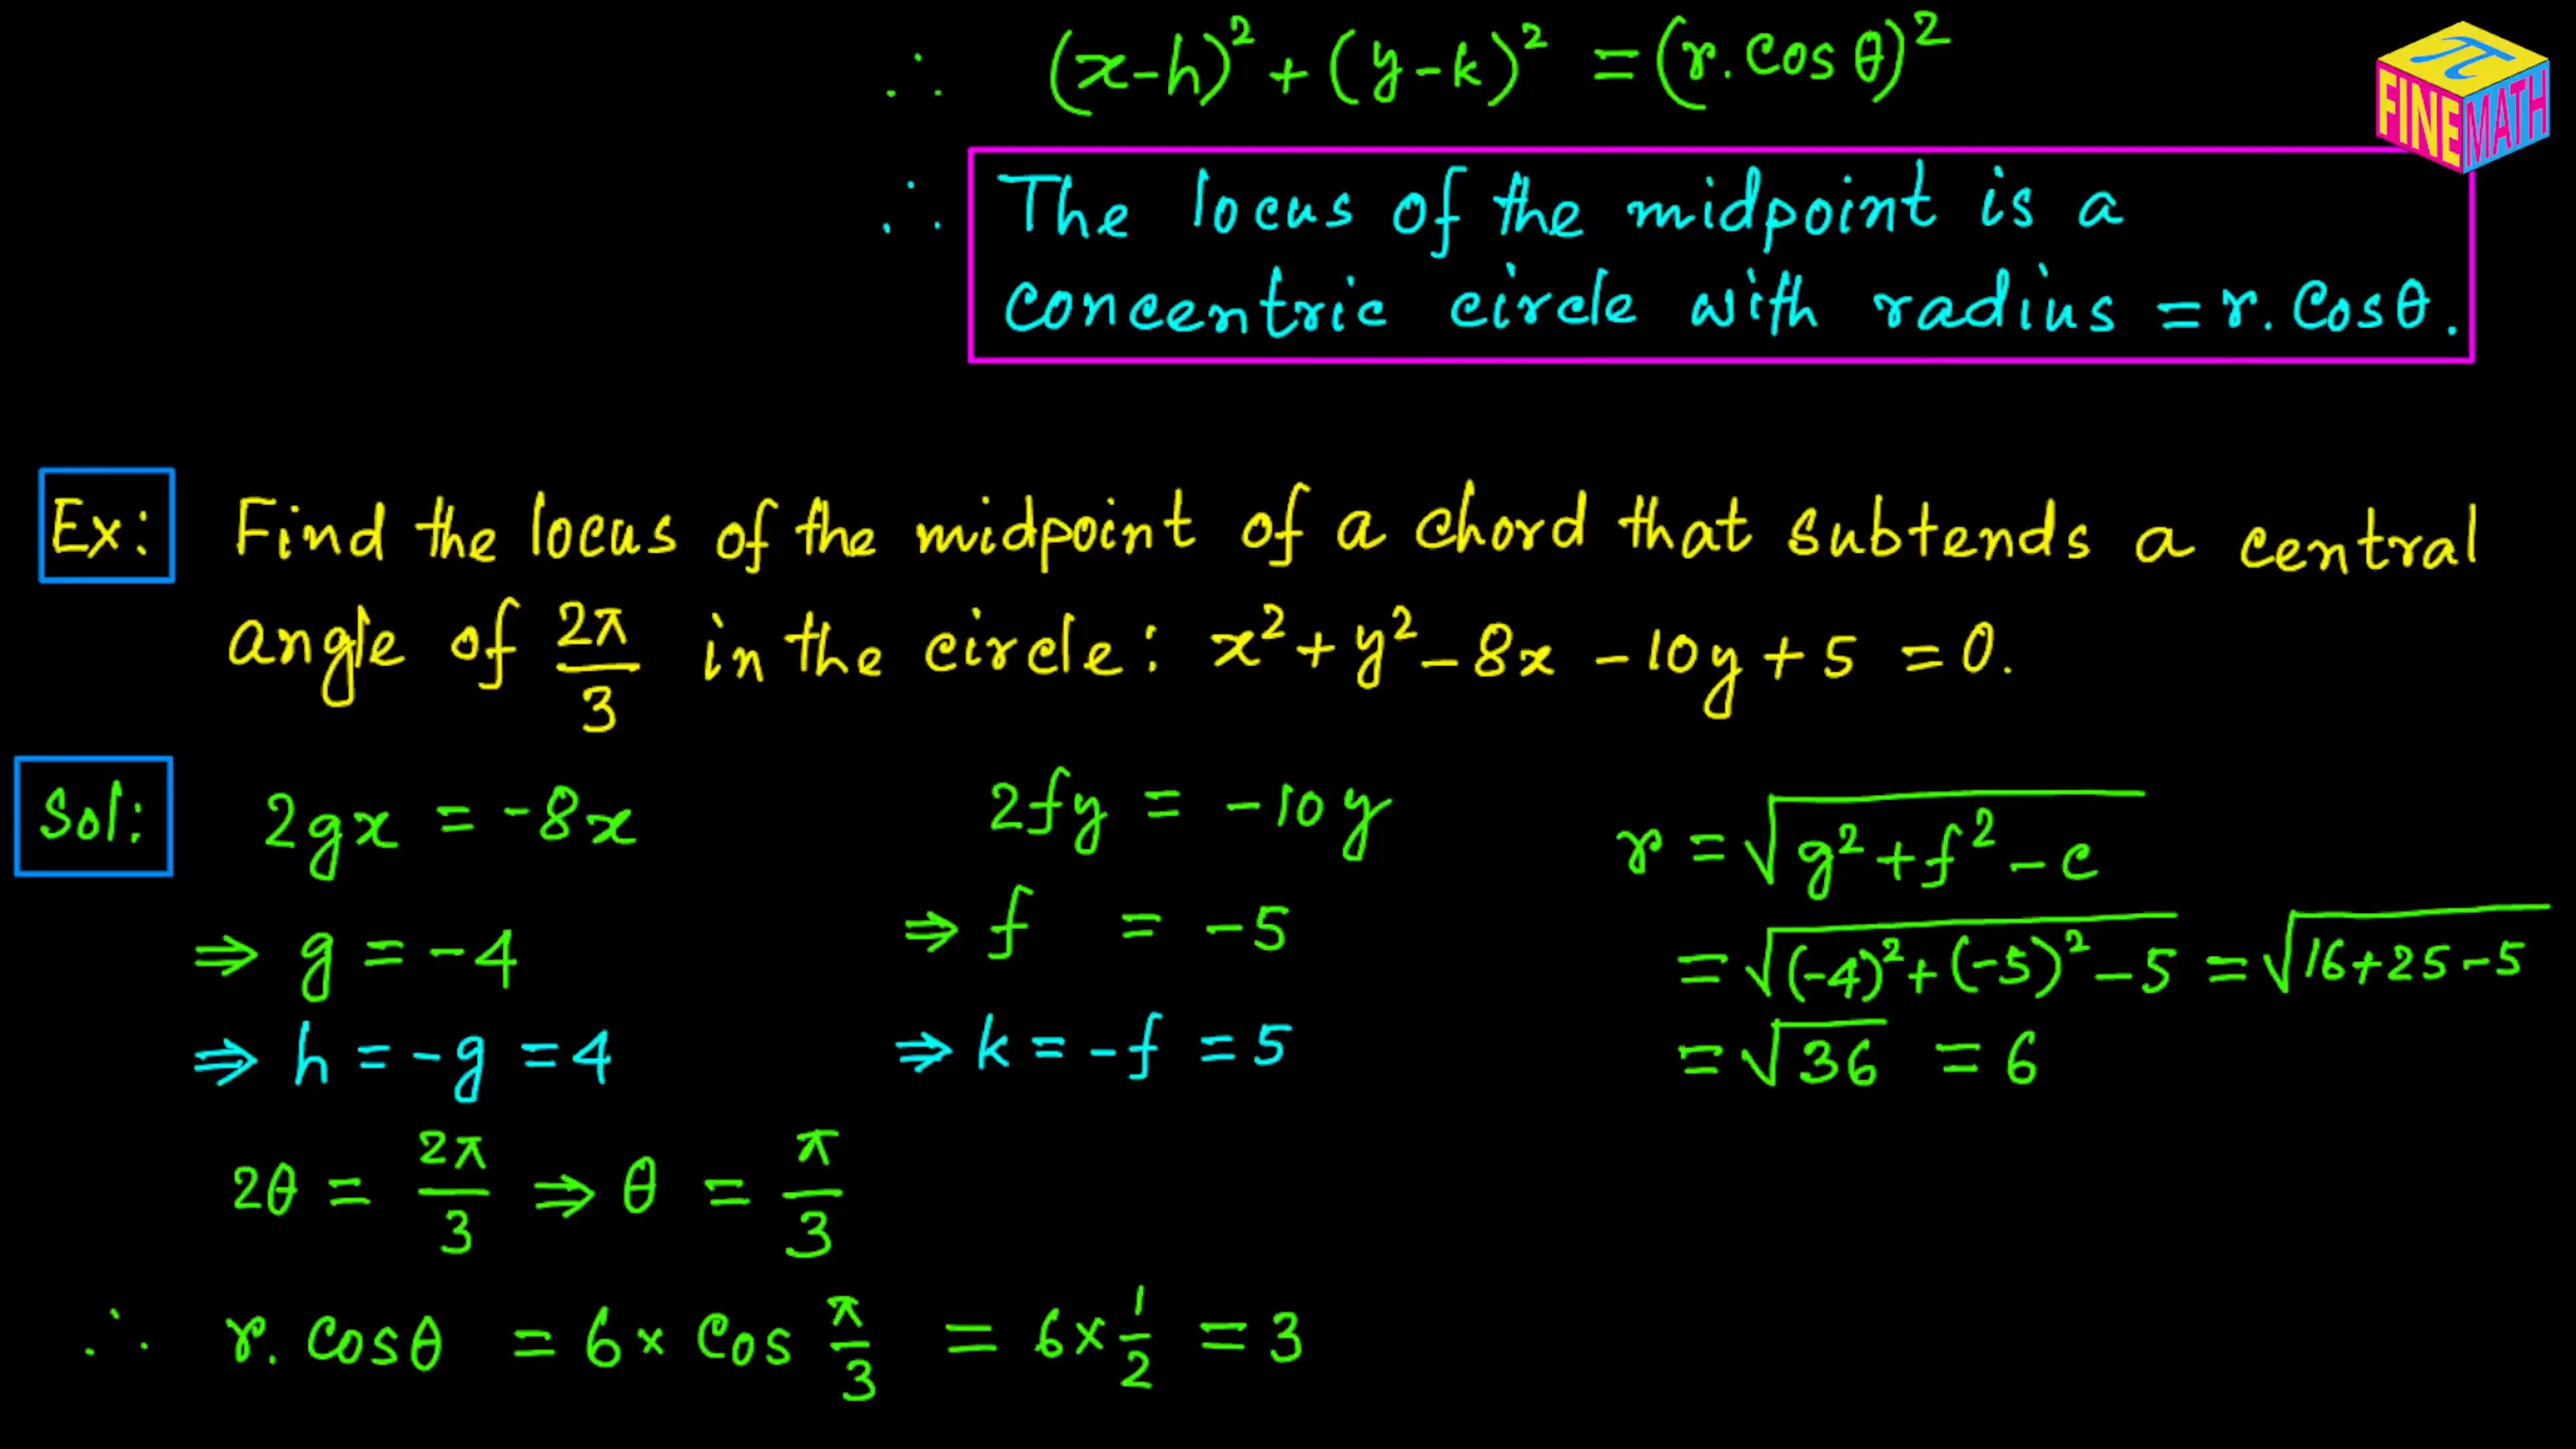 ∴ (x-h)² + (y-k)² = (r.cosθ)²
π
FINE MATH
∴ The locus of the midpoint is a
concentric circle with radius = r.cosθ.
Ex: Find the locus of the midpoint of a chord that subtends a central
angle of 2π/3 in the circle: x² + y² - 8x - 10y + 5 = 0.
Sol: 2gx = -8x 2fy = -10y r = √(g² + f² - c)
⇒ g = -4 ⇒ f = -5 = √((-4)² + (-5)² - 5) = √(16+25-5)
⇒ h = -g = 4 ⇒ k = -f = 5 = √36 = 6
2θ = 2π/3 ⇒ θ = π/3
∴ r.cosθ = 6 × cos π/3 = 6 × 1/2 = 3